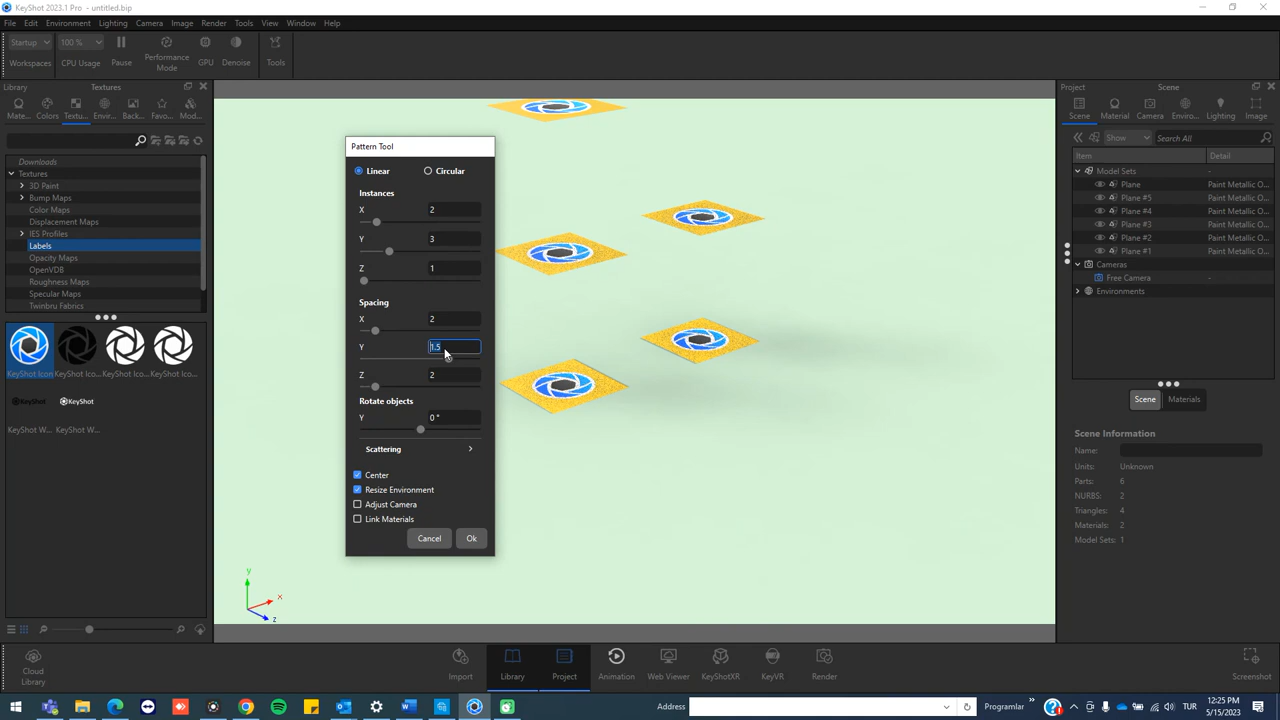 KeyShot 2023.1 Pro - untitled.bip
File Edit Environment Lighting Camera Image Render Tools View Window Help
Startup
Workspaces
100 %
CPU Usage
Pause
Performance
Mode
GPU
Denoise
Tools
Library
Textures
Mate...
Colors
Textu...
Envir...
Back...
Favo...
Mod...
Downloads
Textures
3D Paint
Bump Maps
Color Maps
Displacement Maps
IES Profiles
Labels
Opacity Maps
OpenVDB
Roughness Maps
Specular Maps
Twinbru Fabrics
KeyShot Icon
KeyShot Ico...
KeyShot Ico...
KeyShot Ico...
KeyShot
KeyShot
KeyShot W...
KeyShot W...
Cloud
Library
Pattern Tool
Linear
Circular
Instances
X 2
Y 3
Z 1
Spacing
X 2
Y 1.5
Z 2
Rotate objects
Y 0 °
Scattering
Center
Resize Environment
Adjust Camera
Link Materials
Cancel
Ok
y
x
z
Project
Scene
Scene
Material
Camera
Enviro...
Lighting
Image
Show
Search All
Item Detail
Model Sets
Plane Paint Metallic O...
Plane #5 Paint Metallic O...
Plane #4 Paint Metallic O...
Plane #3 Paint Metallic O...
Plane #2 Paint Metallic O...
Plane #1 Paint Metallic O...
Cameras
Free Camera -
Environments
Scene
Materials
Scene Information
Name:
Units: Unknown
Parts: 6
NURBS: 2
Triangles: 4
Materials: 2
Model Sets: 1
Import
Library
Project
Animation
Web Viewer
KeyShotXR
KeyVR
Render
Screenshot
Address
Programlar
TUR
12:25 PM
5/15/2023